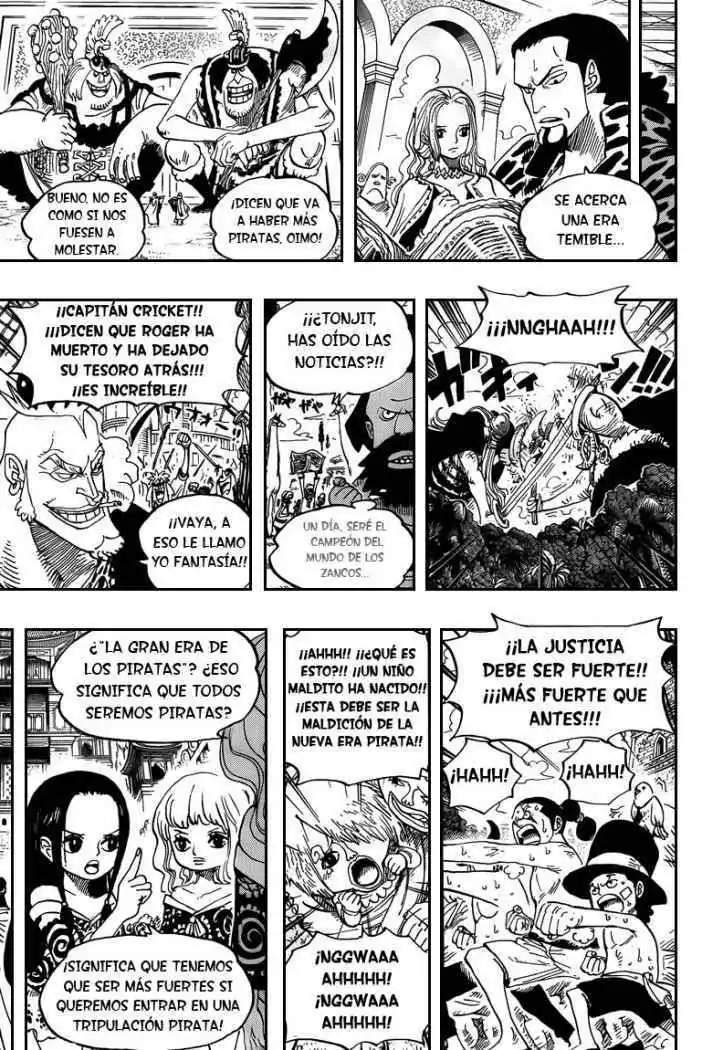 SE ACERCA
UNA ERA
TEMIBLE...
¡DICEN QUE VA
A HABER MÁS
PIRATAS, OIMO!
BUENO, NO ES
COMO SI NOS
FUESEN A
MOLESTAR.
¡¡¡NNGHAAH!!!
¡¡¿TONJIT,
HAS OÍDO LAS
NOTICIAS?!!
UN DÍA, SERÉ EL
CAMPEÓN DEL
MUNDO DE LOS
ZANCOS...
¡¡CAPITÁN CRICKET!!
¡¡¡DICEN QUE ROGER HA
MUERTO Y HA DEJADO
SU TESORO ATRÁS!!!
¡¡ES INCREÍBLE!!
¡¡VAYA, A
ESO LE LLAMO
YO FANTASÍA!!
¡¡LA JUSTICIA
DEBE SER FUERTE!!
¡¡¡MÁS FUERTE QUE
ANTES!!!
¡HAHH!
¡HAHH!
¡¡AHHH!! ¡¡¿QUÉ ES
ESTO?!! ¡¡UN NIÑO
MALDITO HA NACIDO!!
¡¡ESTA DEBE SER LA
MALDICIÓN DE LA
NUEVA ERA PIRATA!!
¡NGGWAAA
AHHHHH!
¡NGGWAAA
AHHHHH!
¿"LA GRAN ERA DE
LOS PIRATAS"? ¿ESO
SIGNIFICA QUE TODOS
SEREMOS PIRATAS?
¡SIGNIFICA QUE TENEMOS
QUE SER MÁS FUERTES SI
QUEREMOS ENTRAR EN UNA
TRIPULACIÓN PIRATA!